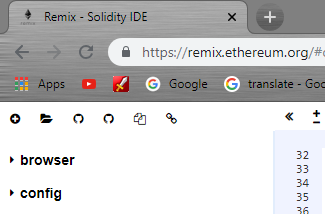 Remix - Solidity IDE
https://remix.ethereum.org/#
Apps Google translate - Goo
browser
config
32
33
34
35
36